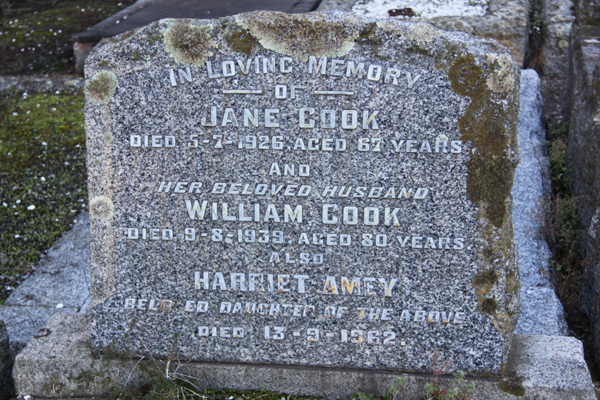 IN LOVING MEMORY
OF
JANE COOK
DIED 5-7-1926, AGED 67 YEARS.
AND
HER BELOVED HUSBAND
WILLIAM COOK
DIED 9-8-1939, AGED 80 YEARS.
ALSO
HARRIET AMEY
BELOVED DAUGHTER OF THE ABOVE
DIED 13-9-1962.